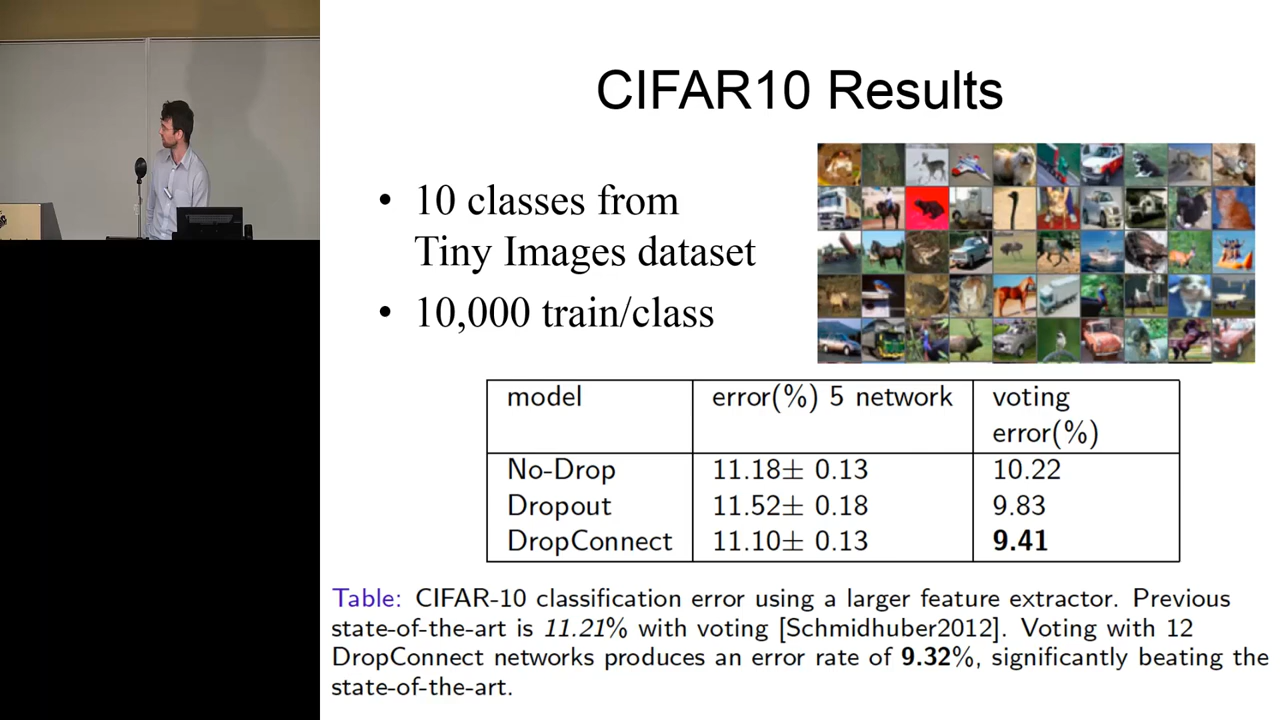 CIFAR10 Results
• 10 classes from
Tiny Images dataset
• 10,000 train/class
model error(%) 5 network voting
error(%)
No-Drop 11.18± 0.13 10.22
Dropout 11.52± 0.18 9.83
DropConnect 11.10± 0.13 9.41
Table: CIFAR-10 classification error using a larger feature extractor. Previous
state-of-the-art is 11.21% with voting [Schmidhuber2012]. Voting with 12
DropConnect networks produces an error rate of 9.32%, significantly beating the
state-of-the-art.